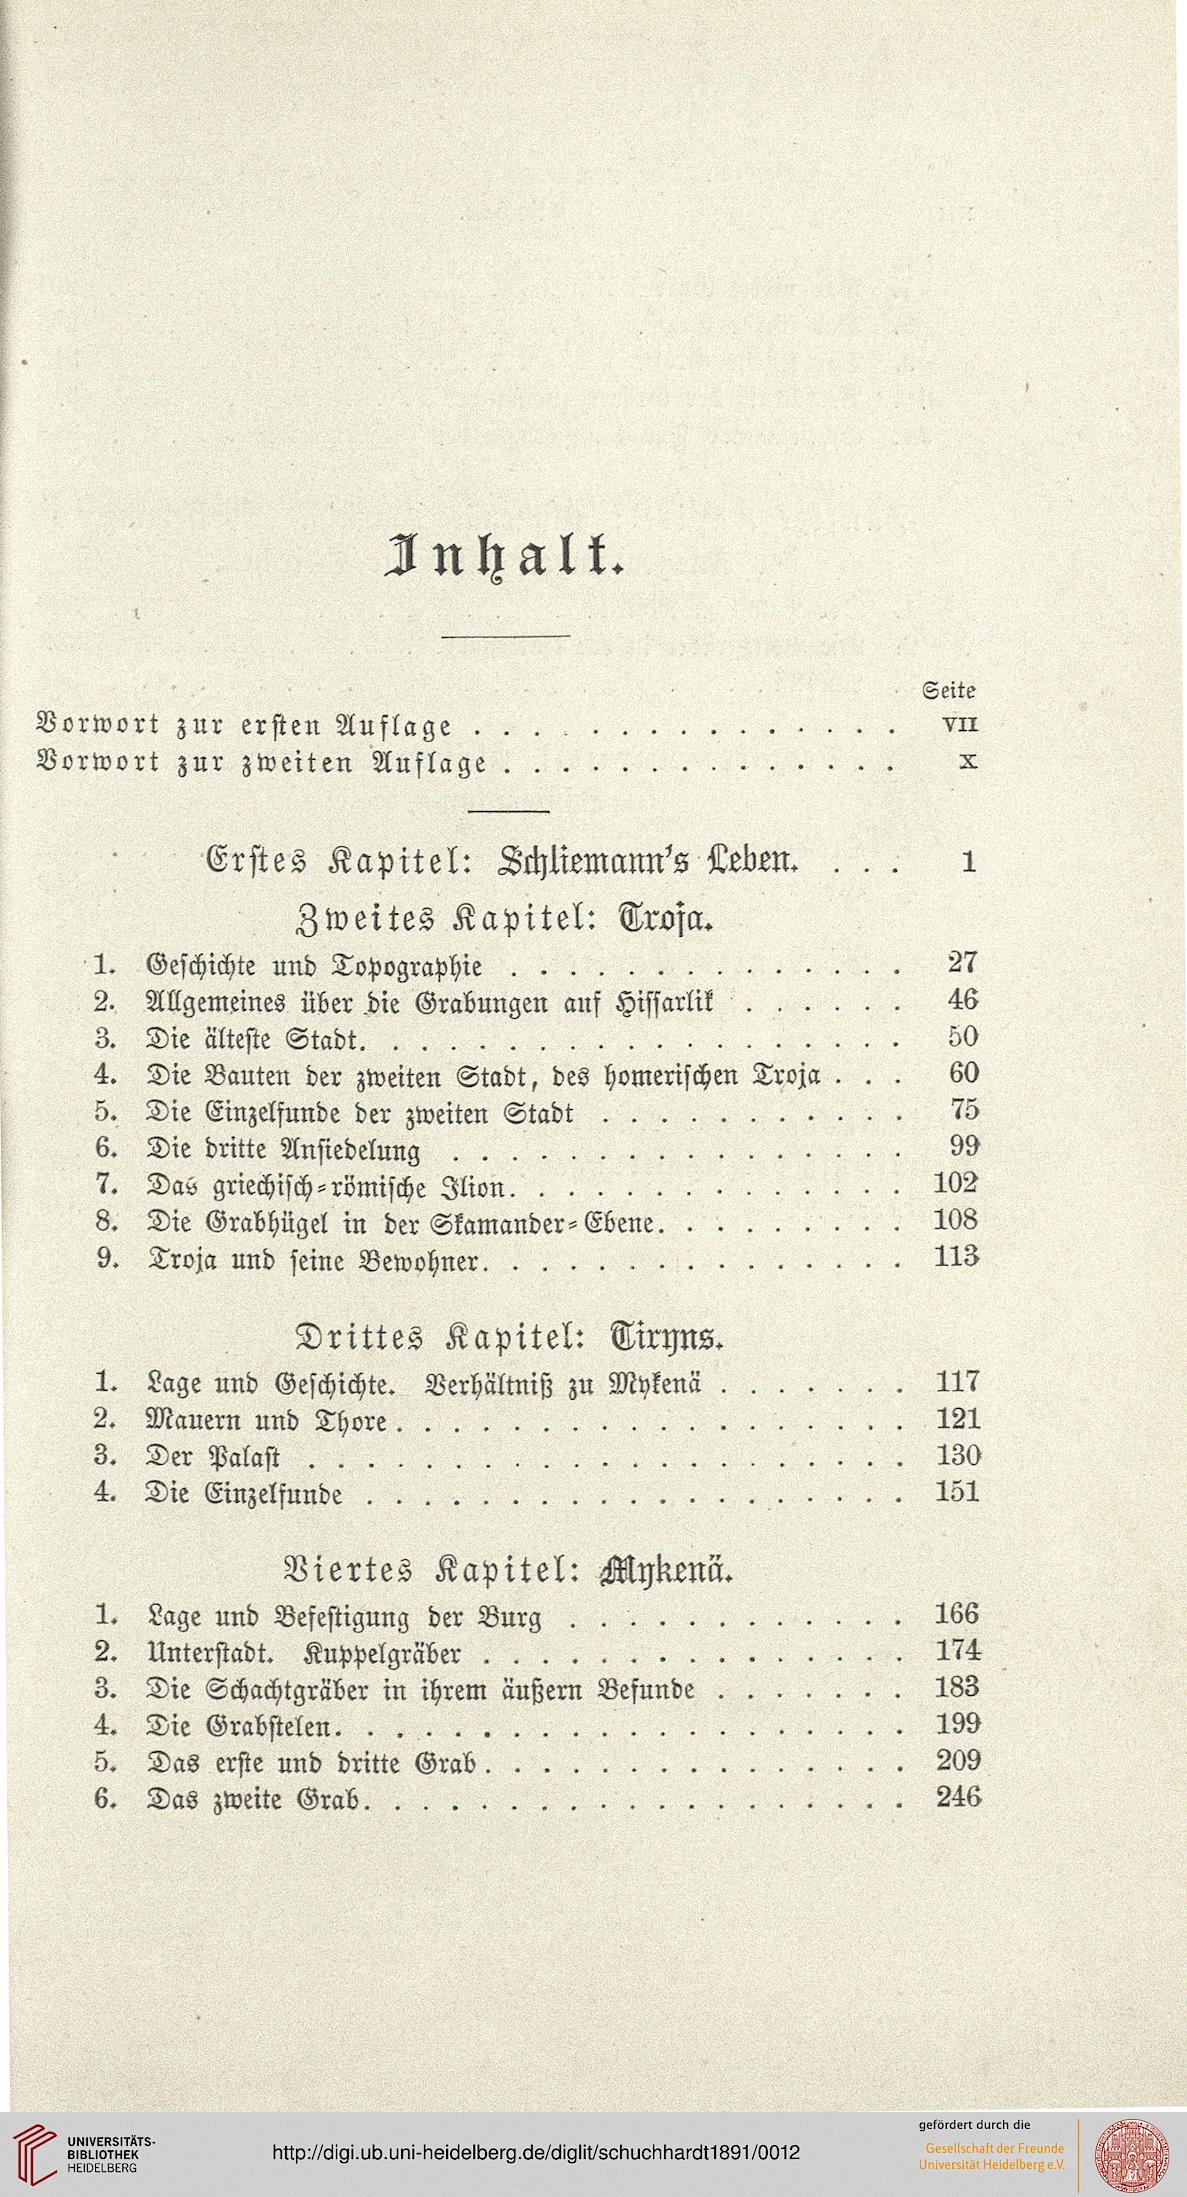 Inhalt.
Seite
Vorwort zur ersten Auflage . . . . . . . . . . . . . . . VII
Vorwort zur zweiten Auflage . . . . . . . . . . . . . . X
Erstes Kapitel: Schliemann's Leben. . . . 1
Zweites Kapitel: Troja.
1. Geschichte und Topographie . . . . . . . . . . . . . . 27
2. Allgemeines über die Grabungen auf Hissarlik . . . . . . 46
3. Die älteste Stadt. . . . . . . . . . . . . . . . . . . 50
4. Die Bauten der zweiten Stadt, des homerischen Troja . . . 60
5. Die Einzelfunde der zweiten Stadt . . . . . . . . . . . 75
6. Die dritte Ansiedelung . . . . . . . . . . . . . . . . 99
7. Das griechisch-römische Ilion. . . . . . . . . . . . . . 102
8. Die Grabhügel in der Skamander-Ebene. . . . . . . . . 108
9. Troja und seine Bewohner. . . . . . . . . . . . . . . 113
Drittes Kapitel: Tiryns.
1. Lage und Geschichte. Verhältniß zu Mykenä . . . . . . . 117
2. Mauern und Thore . . . . . . . . . . . . . . . . . . 121
3. Der Palast . . . . . . . . . . . . . . . . . . . . . 130
4. Die Einzelfunde . . . . . . . . . . . . . . . . . . . 151
Viertes Kapitel: Mykenä.
1. Lage und Befestigung der Burg . . . . . . . . . . . . 166
2. Unterstadt. Kuppelgräber . . . . . . . . . . . . . . . 174
3. Die Schachtgräber in ihrem äußern Befunde . . . . . . . 183
4. Die Grabstelen. . . . . . . . . . . . . . . . . . . . 199
5. Das erste und dritte Grab . . . . . . . . . . . . . . . 209
6. Das zweite Grab. . . . . . . . . . . . . . . . . . . 246
UNIVERSITÄTS-
BIBLIOTHEK
HEIDELBERG
http://digi.ub.uni-heidelberg.de/diglit/schuchhardt1891/0012
gefördert durch die
Gesellschaft der Freunde
Universität Heidelberg e.V.